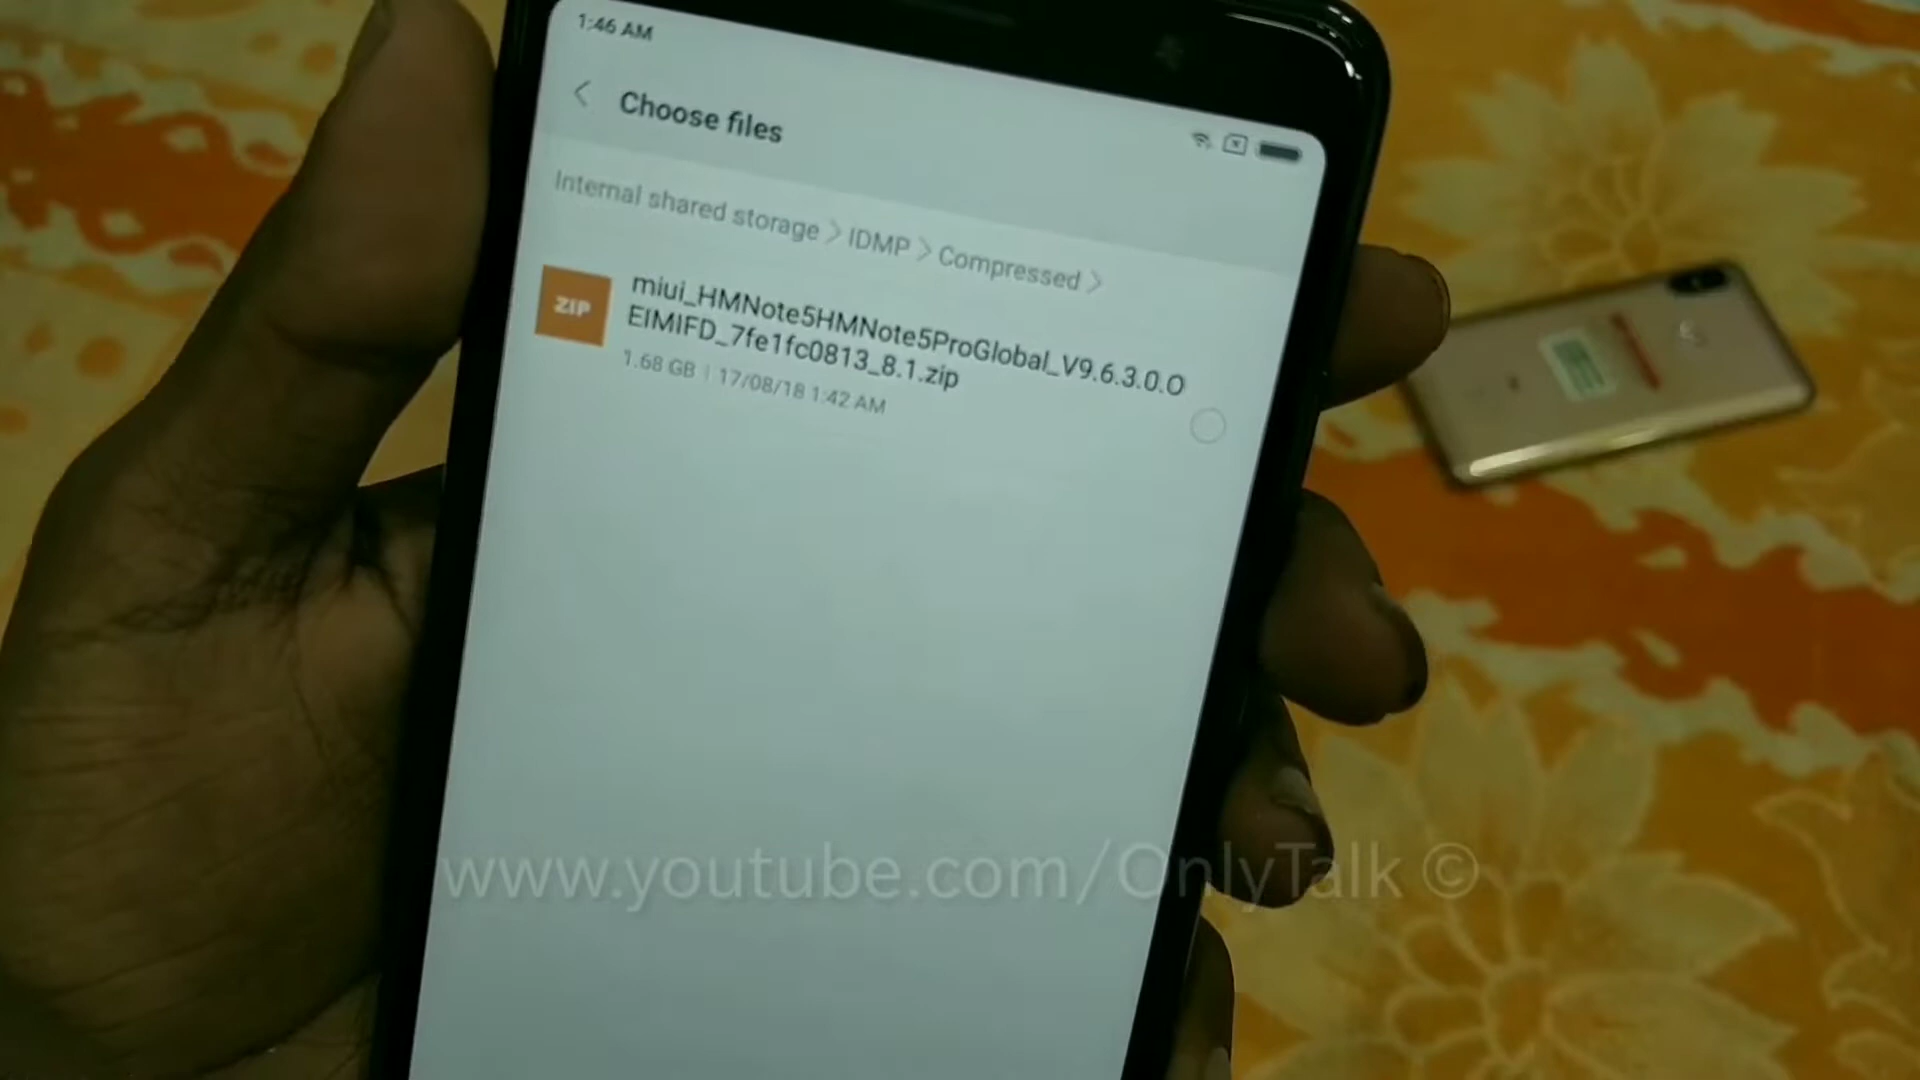 1:46 AM
Choose files
Internal shared storage > IDMP > Compressed >
ZIP
miui_HMNote5HMNote5ProGlobal_V9.6.3.0.O
EIMIFD_7fe1fc0813_8.1.zip
1.68 GB | 17/08/18 1:42 AM
www.youtube.com/OnlyTalk ©